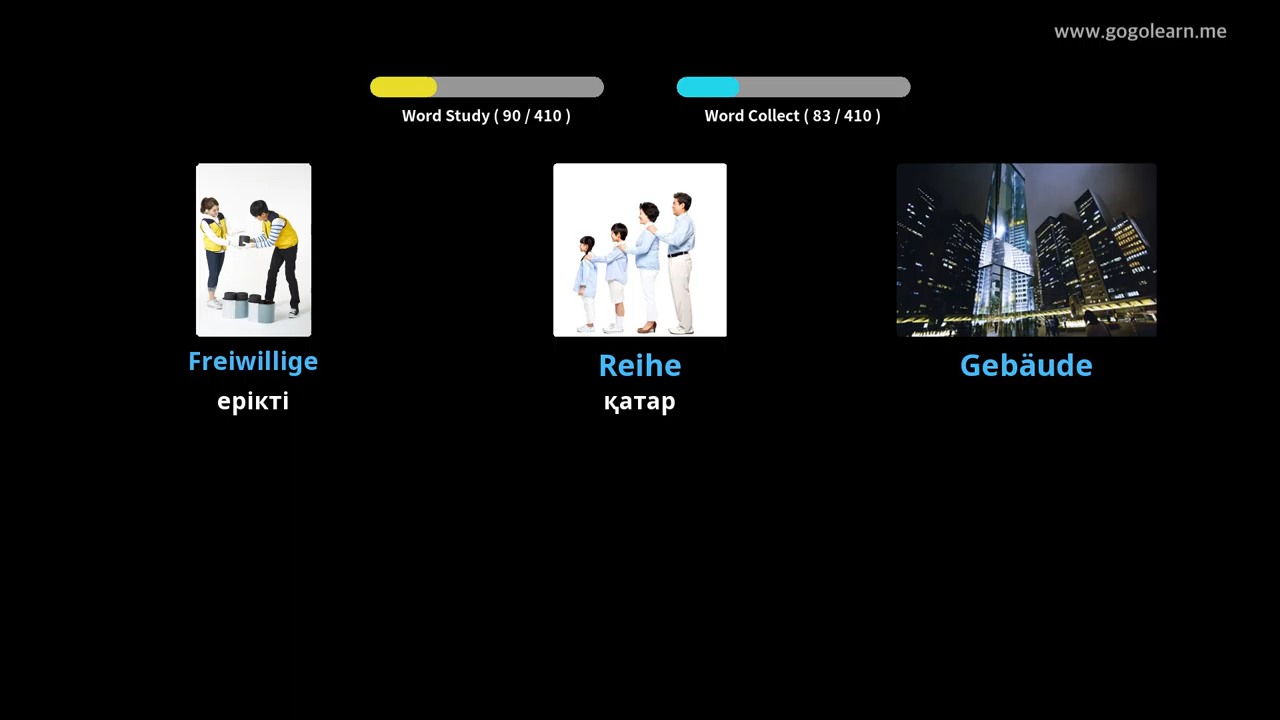 www.gogolearn.me
Word Study ( 90 / 410 )
Word Collect ( 83 / 410 )
Freiwillige
ерікті
Reihe
қатар
Gebäude